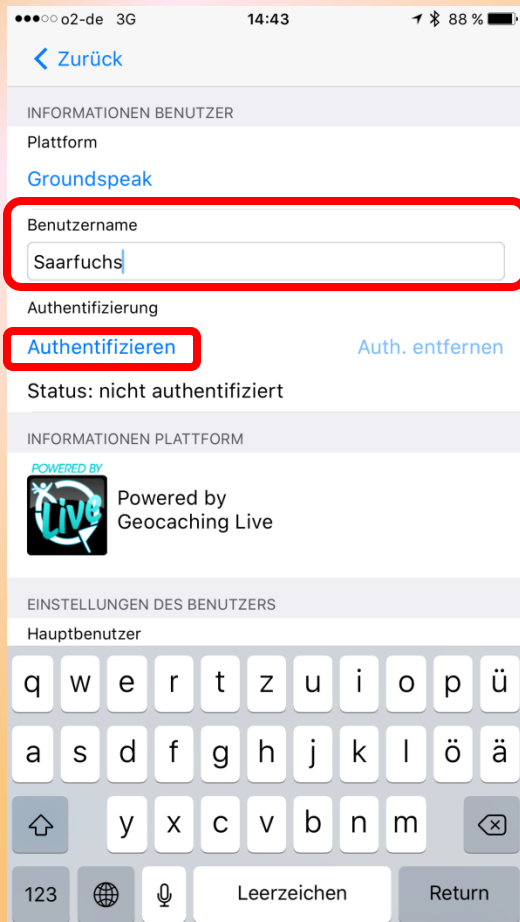 o2-de 3G 14:43 88 %
Zurück
INFORMATIONEN BENUTZER
Plattform
Groundspeak
Benutzername
Saarfuchs
Authentifizierung
Authentifizieren Auth. entfernen
Status: nicht authentifiziert
INFORMATIONEN PLATTFORM
POWERED BY
Live
Powered by
Geocaching Live
EINSTELLUNGEN DES BENUTZERS
Hauptbenutzer
q w e r t z u i o p ü
a s d f g h j k l ö ä
y x c v b n m
123 Leerzeichen Return